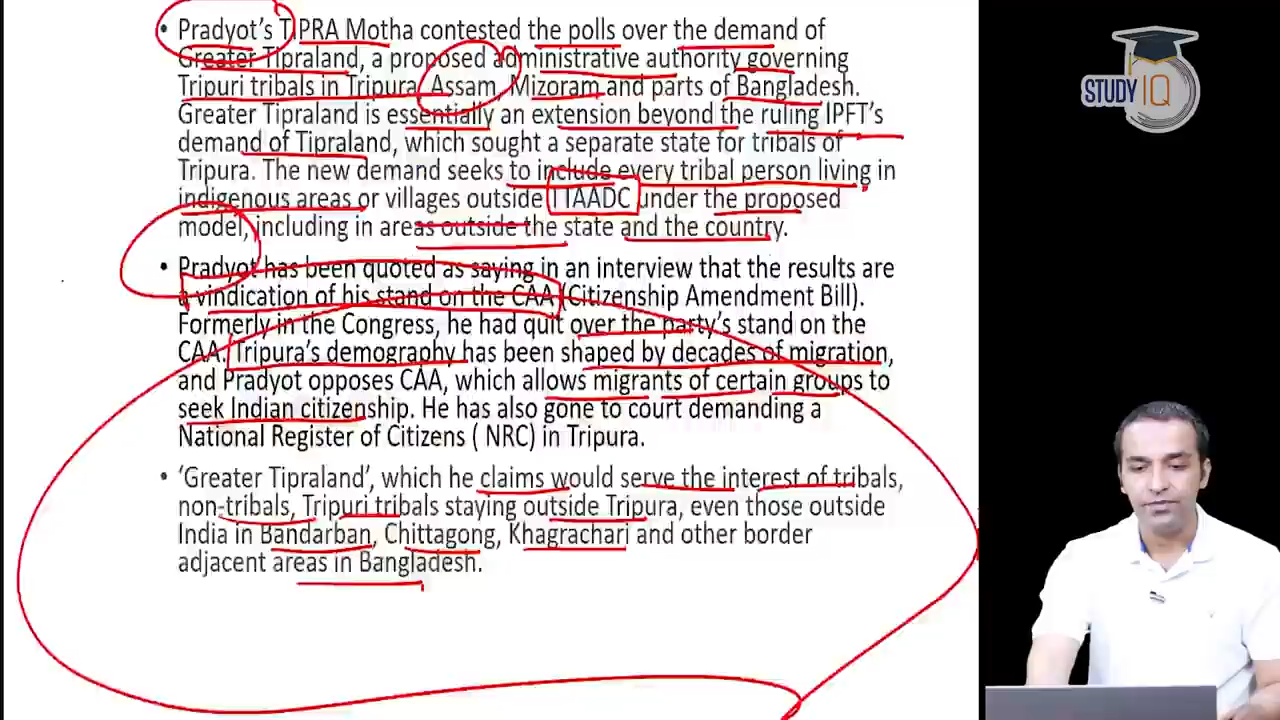 • Pradyot's TIPRA Motha contested the polls over the demand of
Greater Tipraland, a proposed administrative authority governing
Tripuri tribals in Tripura, Assam, Mizoram and parts of Bangladesh.
Greater Tipraland is essentially an extension beyond the ruling IPFT's
demand of Tipraland, which sought a separate state for tribals of
Tripura. The new demand seeks to include every tribal person living in
indigenous areas or villages outside TTAADC under the proposed
model, including in areas outside the state and the country.
• Pradyot has been quoted as saying in an interview that the results are
a vindication of his stand on the CAA (Citizenship Amendment Bill).
Formerly in the Congress, he had quit over the party's stand on the
CAA. Tripura's demography has been shaped by decades of migration,
and Pradyot opposes CAA, which allows migrants of certain groups to
seek Indian citizenship. He has also gone to court demanding a
National Register of Citizens ( NRC) in Tripura.
• 'Greater Tipraland', which he claims would serve the interest of tribals,
non-tribals, Tripuri tribals staying outside Tripura, even those outside
India in Bandarban, Chittagong, Khagrachari and other border
adjacent areas in Bangladesh.
STUDY IQ